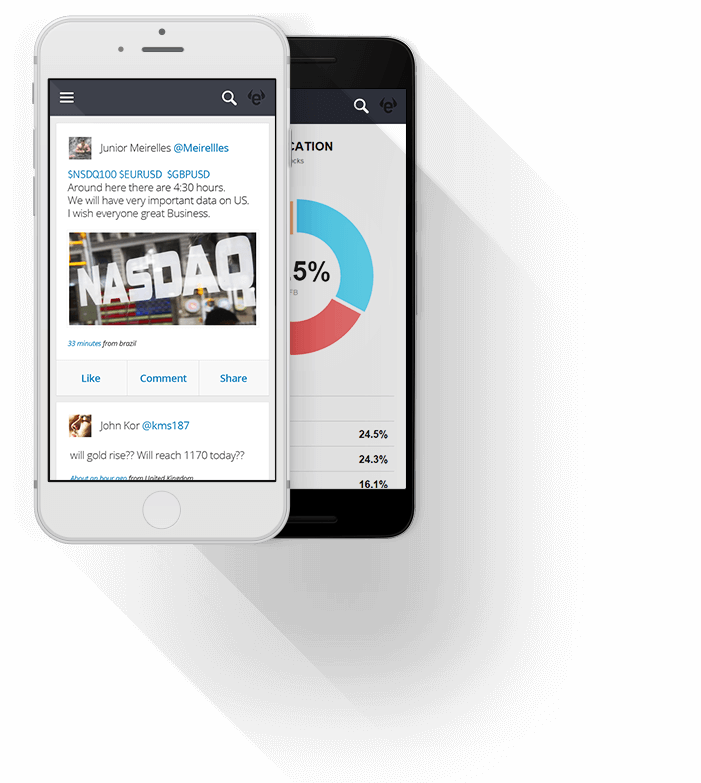 Junior Meirelles @Meirellles
$NSDQ100 $EURUSD $GBPUSD
Around here there are 4:30 hours.
We will have very important data on US.
I wish everyone great Business.
NASDAQ
33 minutes from brazil
Like Comment Share
John Kor @kms187
will gold rise?? Will reach 1170 today??
About an hour ago from United Kingdom
CATION
ocks
.5%
FB
24.5%
24.3%
16.1%